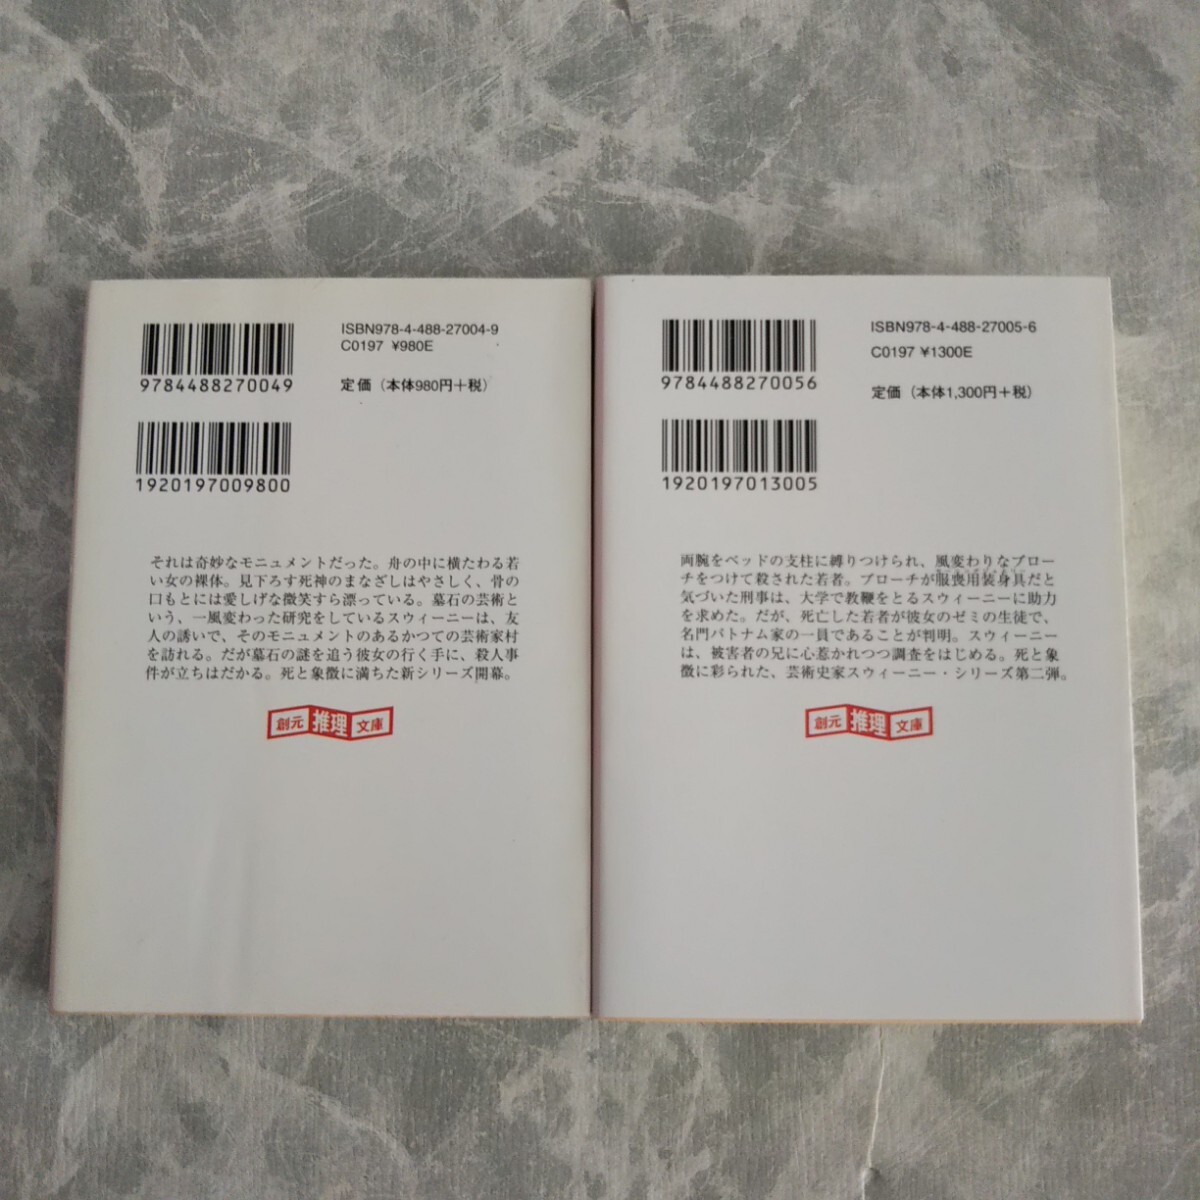 ISBN978-4-488-27004-9
C0197 ¥980E
9784488270049
定価（本体980円＋税）
1920197009800
それは奇妙なモニュメントだった。舟の中に横たわる若
い女の裸体。見下ろす死神のまなざしはやさしく、骨の
口もとには愛しげな微笑すら漂っている。墓石の芸術と
いう、一風変わった研究をしているスウィーニーは、友
人の誘いで、そのモニュメントのあるかつての芸術家村
を訪れる。だが墓石の謎を追う彼女の行く手に、殺人事
件が立ちはだかる。死と象徴に満ちた新シリーズ開幕。
創元 推理 文庫
ISBN978-4-488-27005-6
C0197 ¥1300E
9784488270056
定価（本体1,300円＋税）
1920197013005
両腕をベッドの支柱に縛りつけられ、風変わりなブロー
チをつけて殺された若者。ブローチが服喪用装身具だと
気づいた刑事は、大学で教鞭をとるスウィーニーに助力
を求めた。だが、死亡した若者が彼女のゼミの生徒で、
名門パトナム家の一員であることが判明。スウィーニー
は、被害者の兄に心惹かれつつ調査をはじめる。死と象
徴に彩られた、芸術史家スウィーニー・シリーズ第二弾。
創元 推理 文庫